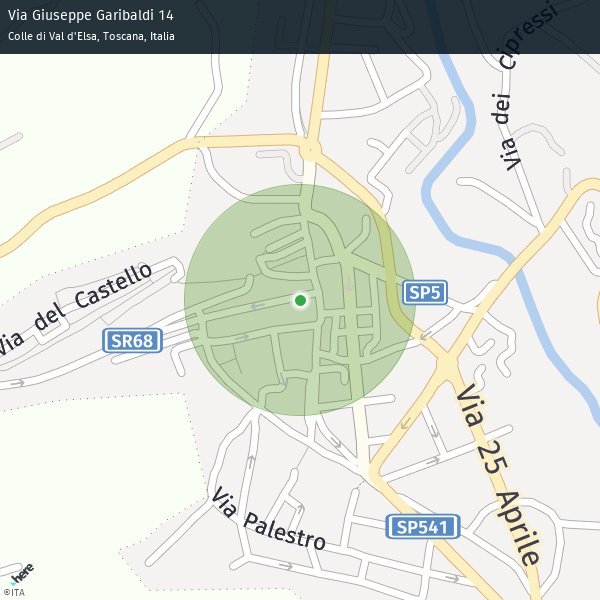 Via Giuseppe Garibaldi 14
Colle di Val d'Elsa, Toscana, Italia
Via dei Cipressi
Via del Castello
SP5
SR68
Via 25 Aprile
Via Palestro
SP541
here
©ITA